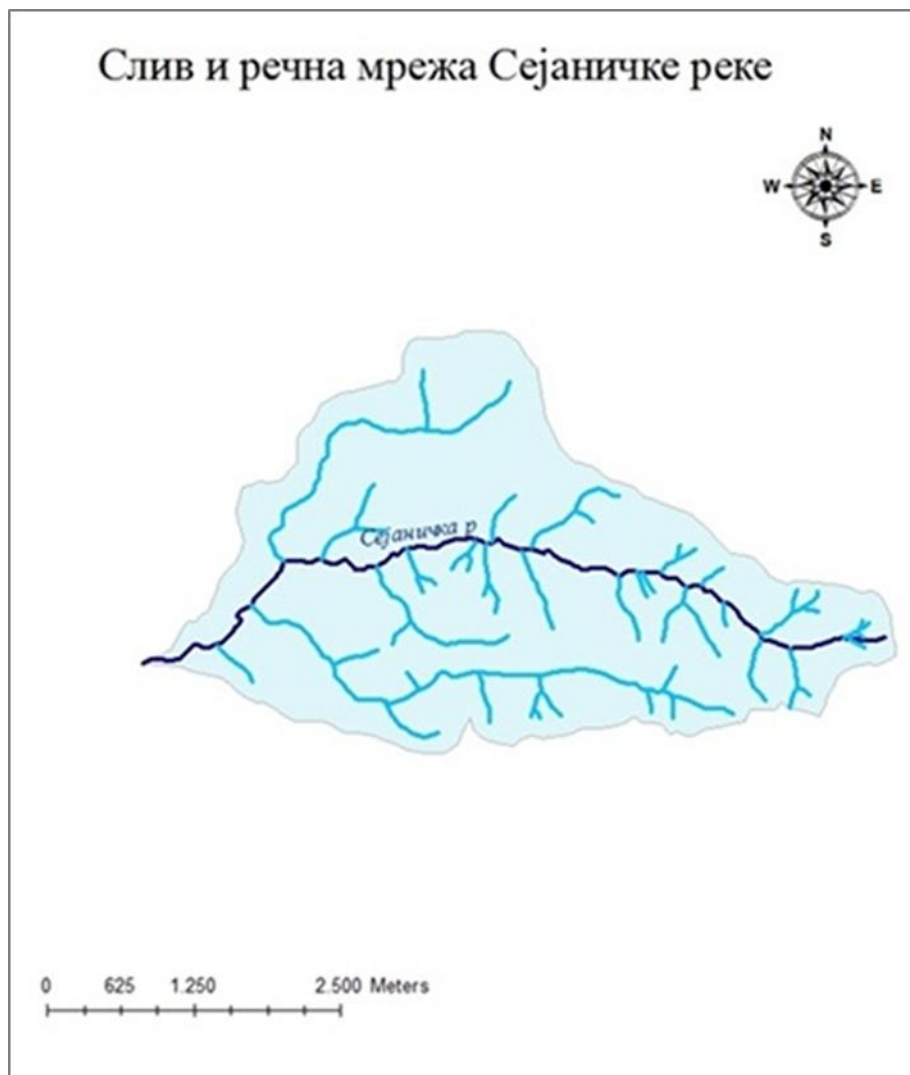 Слив и речна мрежа Сејаничке реке
N
W E
S
Сејаничка р
0 625 1.250 2.500 Meters